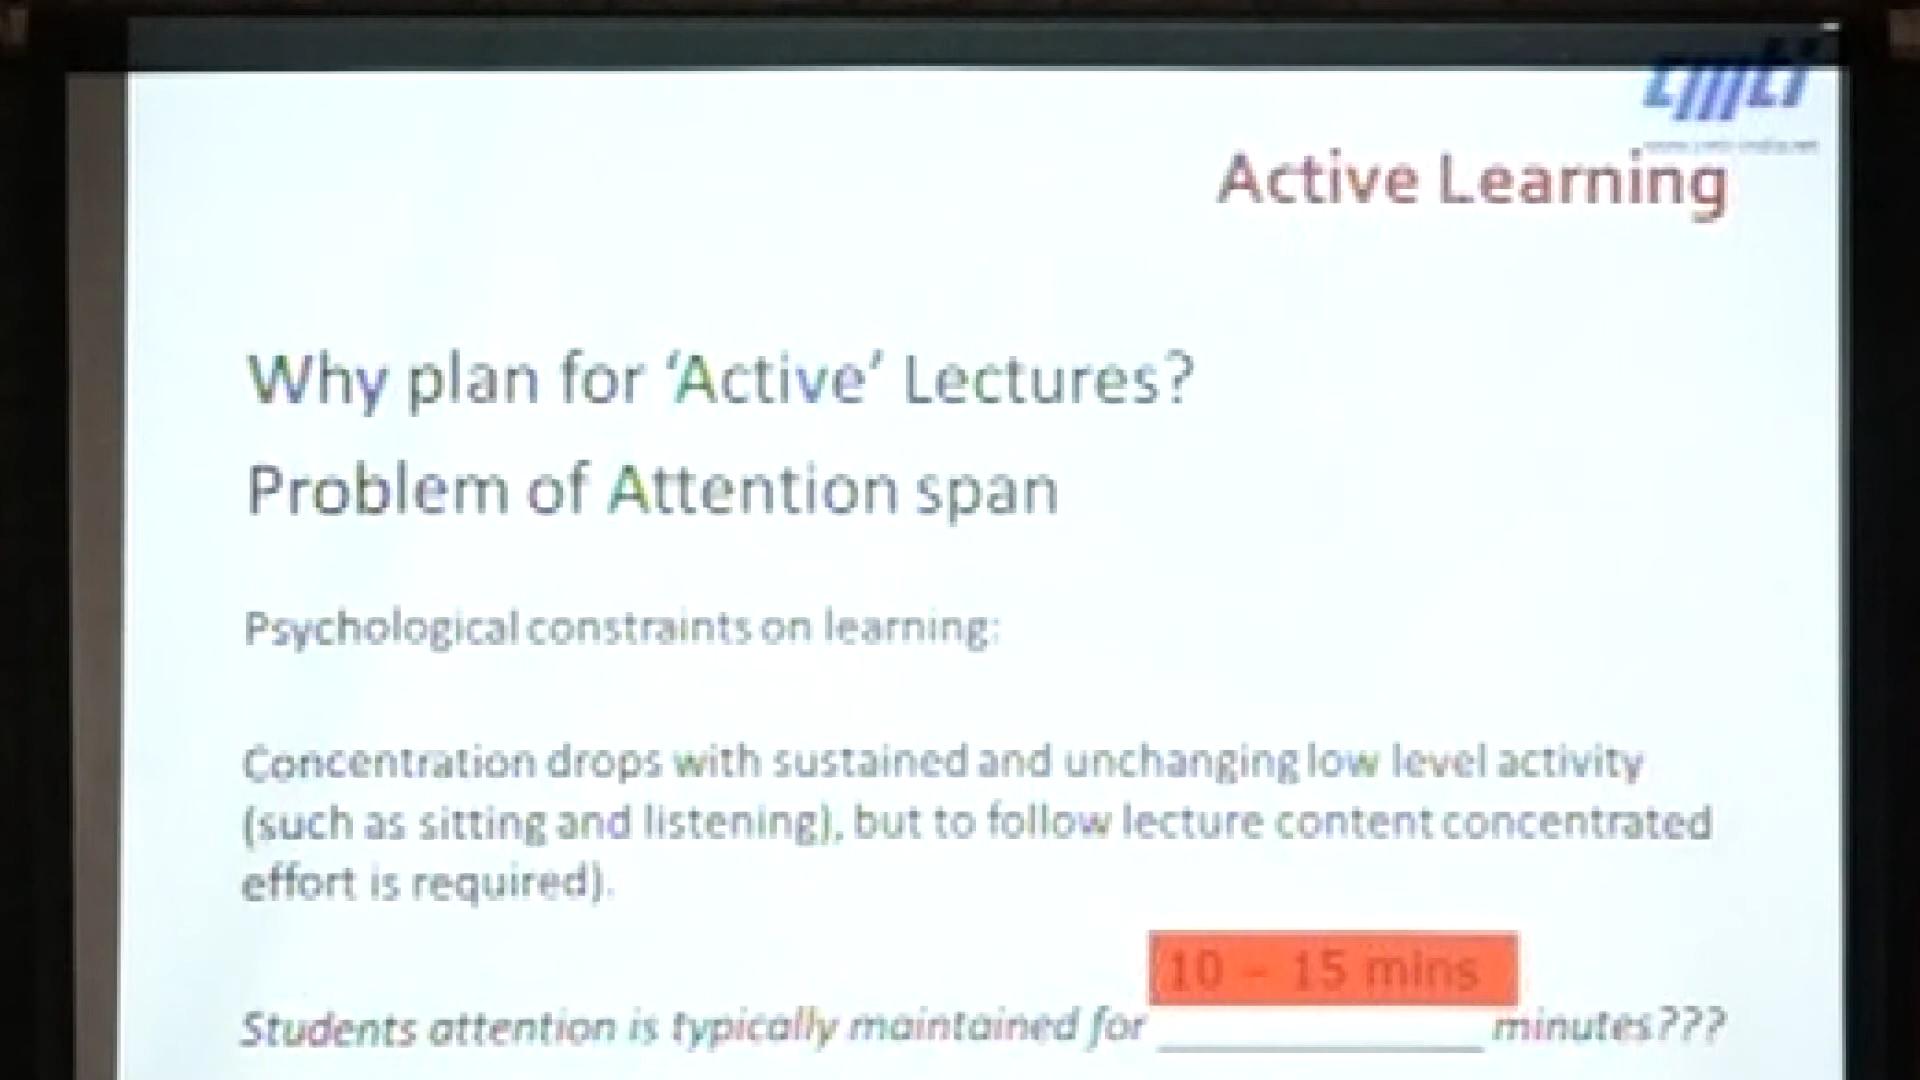 cmti
Active Learning
Why plan for ‘Active’ Lectures?
Problem of Attention span
Psychological constraints on learning:
Concentration drops with sustained and unchanging low level activity
(such as sitting and listening), but to follow lecture content concentrated
effort is required).
10 – 15 mins
Students attention is typically maintained for ____________ minutes???